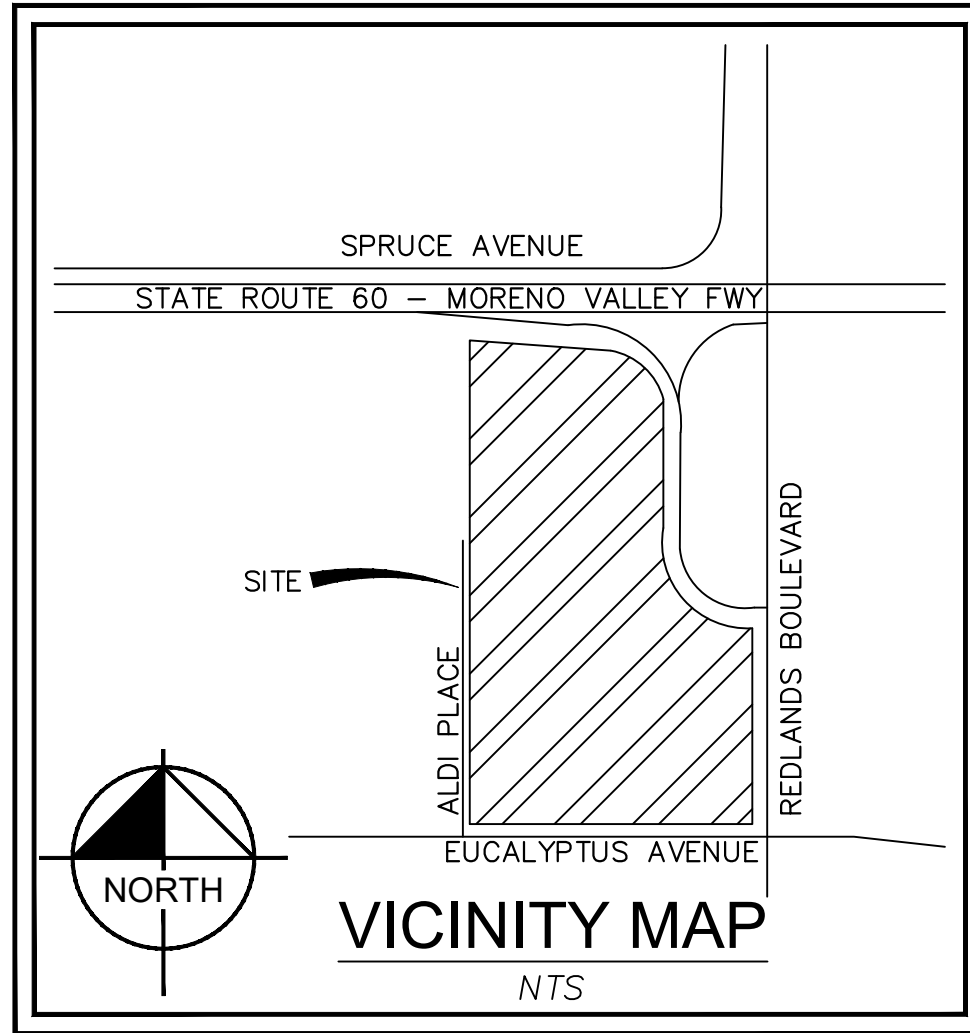 SPRUCE AVENUE
STATE ROUTE 60 – MORENO VALLEY FWY
SITE
ALDI PLACE
REDLANDS BOULEVARD
EUCALYPTUS AVENUE
NORTH
VICINITY MAP
NTS